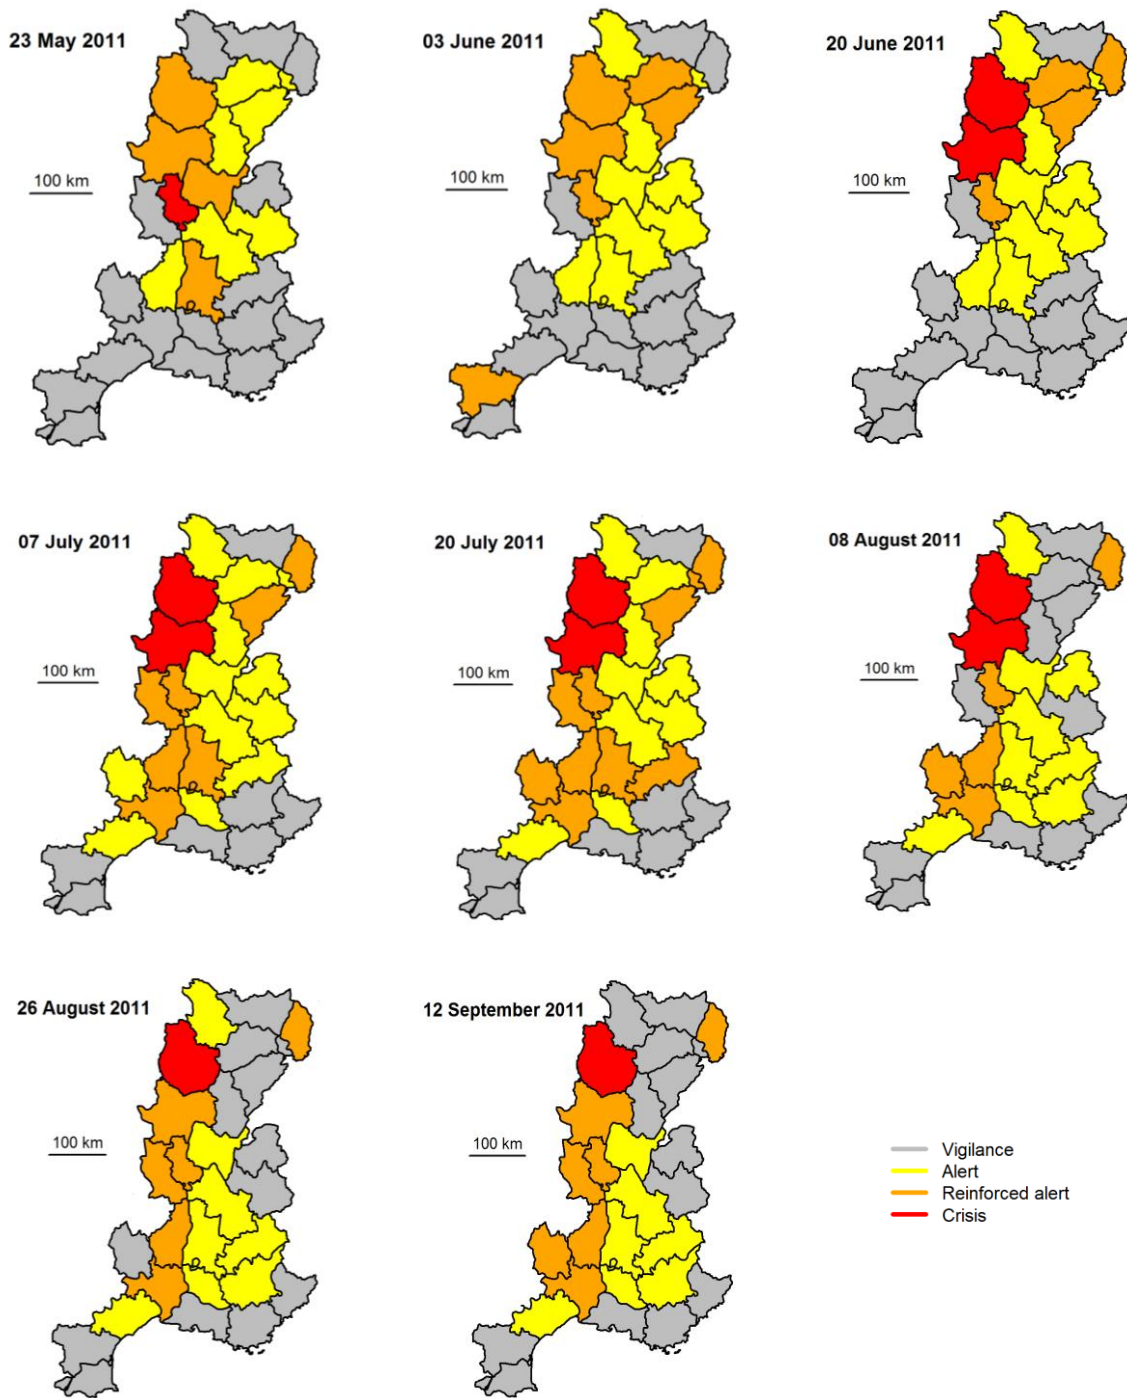 23 May 2011
03 June 2011
20 June 2011
100 km
100 km
100 km
07 July 2011
20 July 2011
08 August 2011
100 km
100 km
100 km
26 August 2011
12 September 2011
100 km
100 km
Vigilance
Alert
Reinforced alert
Crisis